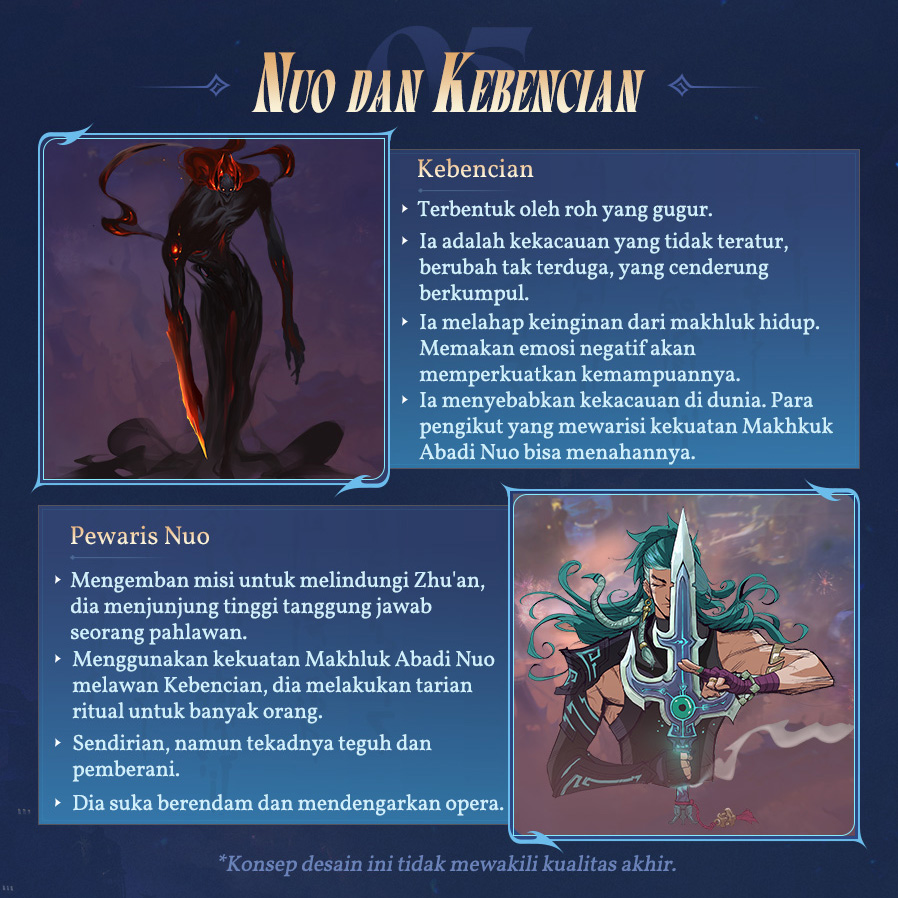 Nuo dan Kebencian
Kebencian
Terbentuk oleh roh yang gugur.
Ia adalah kekacauan yang tidak teratur,
berubah tak terduga, yang cenderung
berkumpul.
Ia melahap keinginan dari makhluk hidup.
Memakan emosi negatif akan
memperkuatkan kemampuannya.
Ia menyebabkan kekacauan di dunia. Para
pengikut yang mewarisi kekuatan Makhkuk
Abadi Nuo bisa menahannya.
Pewaris Nuo
Mengemban misi untuk melindungi Zhu'an,
dia menjunjung tinggi tanggung jawab
seorang pahlawan.
Menggunakan kekuatan Makhluk Abadi Nuo
melawan Kebencian, dia melakukan tarian
ritual untuk banyak orang.
Sendirian, namun tekadnya teguh dan
pemberani.
Dia suka berendam dan mendengarkan opera.
*Konsep desain ini tidak mewakili kualitas akhir.